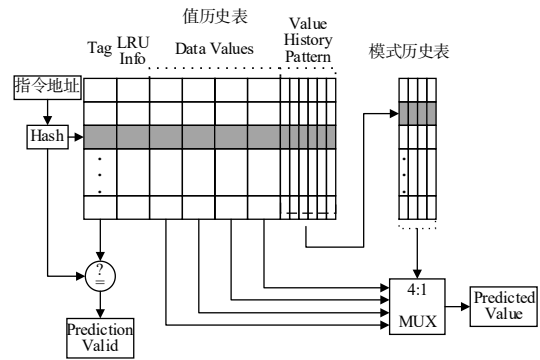 值历史表
Value
History
Pattern
Tag
LRU
Info
Data Values
模式历史表
指令地址
Hash
?
=
4:1
MUX
Prediction
Valid
Predicted
Value